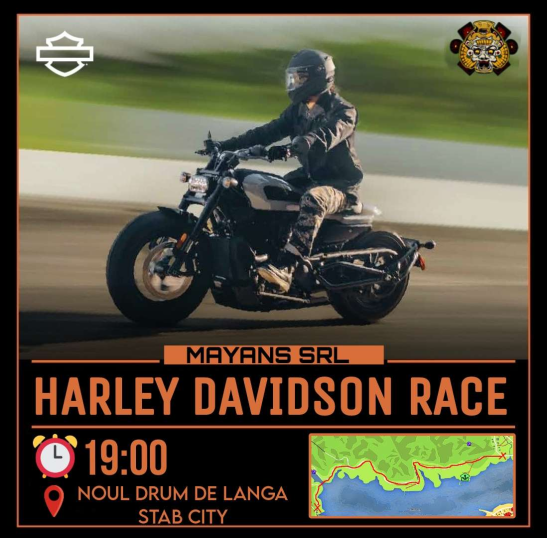 MAYANS SRL
HARLEY DAVIDSON RACE
19:00
NOUL DRUM DE LANGA
STAB CITY